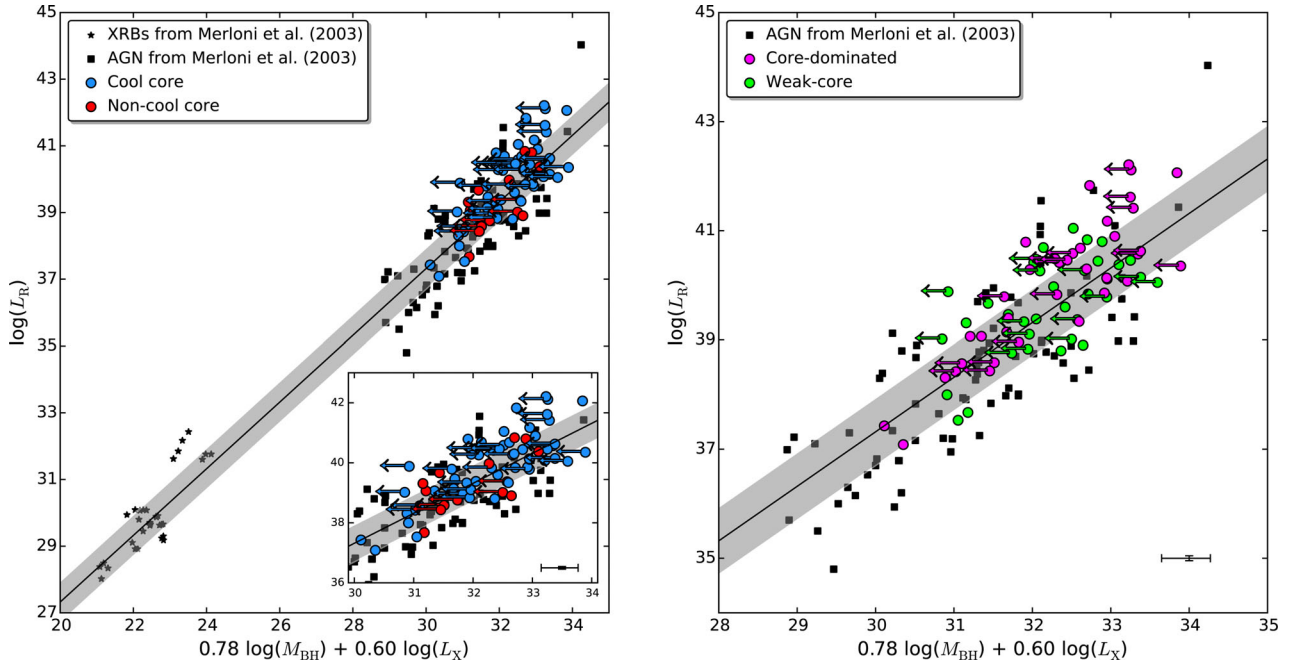 XRBs from Merloni et al. (2003)
AGN from Merloni et al. (2003)
Cool core
Non-cool core
45
43
41
39
37
35
33
31
29
27
log(L_R)
42
40
38
36
30 31 32 33 34
20 22 24 26 28 30 32 34
0.78 log(M_BH) + 0.60 log(L_X)
AGN from Merloni et al. (2003)
Core-dominated
Weak-core
45
43
41
39
37
35
log(L_R)
28 29 30 31 32 33 34 35
0.78 log(M_BH) + 0.60 log(L_X)